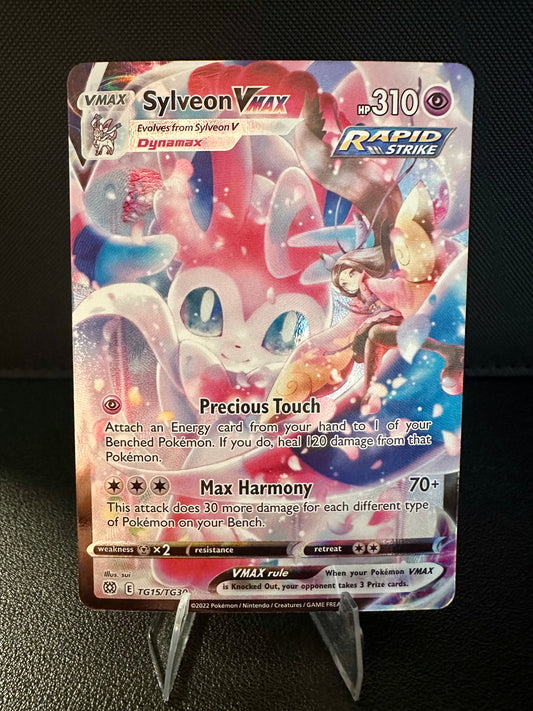 VMAX
Sylveon VMAX
HP 310
Evolves from Sylveon V
Dynamax
RAPID
STRIKE
Precious Touch
Attach an Energy card from your hand to 1 of your
Benched Pokémon. If you do, heal 120 damage from that
Pokémon.
Max Harmony 70+
This attack does 30 more damage for each different type
of Pokémon on your Bench.
weakness ×2 resistance retreat
Illus. sui
VMAX rule When your Pokémon VMAX
is Knocked Out, your opponent takes 3 Prize cards.
E TG15/TG30
©2022 Pokémon / Nintendo / Creatures / GAME FREAK